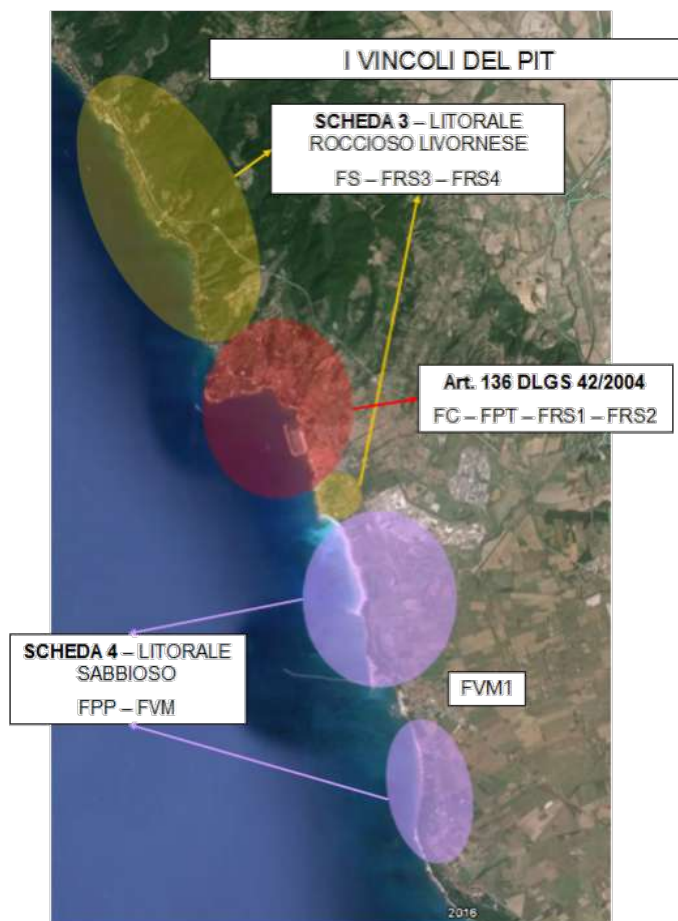 I VINCOLI DEL PIT
SCHEDA 3 – LITORALE
ROCCIOSO LIVORNESE
FS – FRS3 – FRS4
Art. 136 DLGS 42/2004
FC – FPT – FRS1 – FRS2
SCHEDA 4 – LITORALE
SABBIOSO
FPP – FVM
FVM1
2016